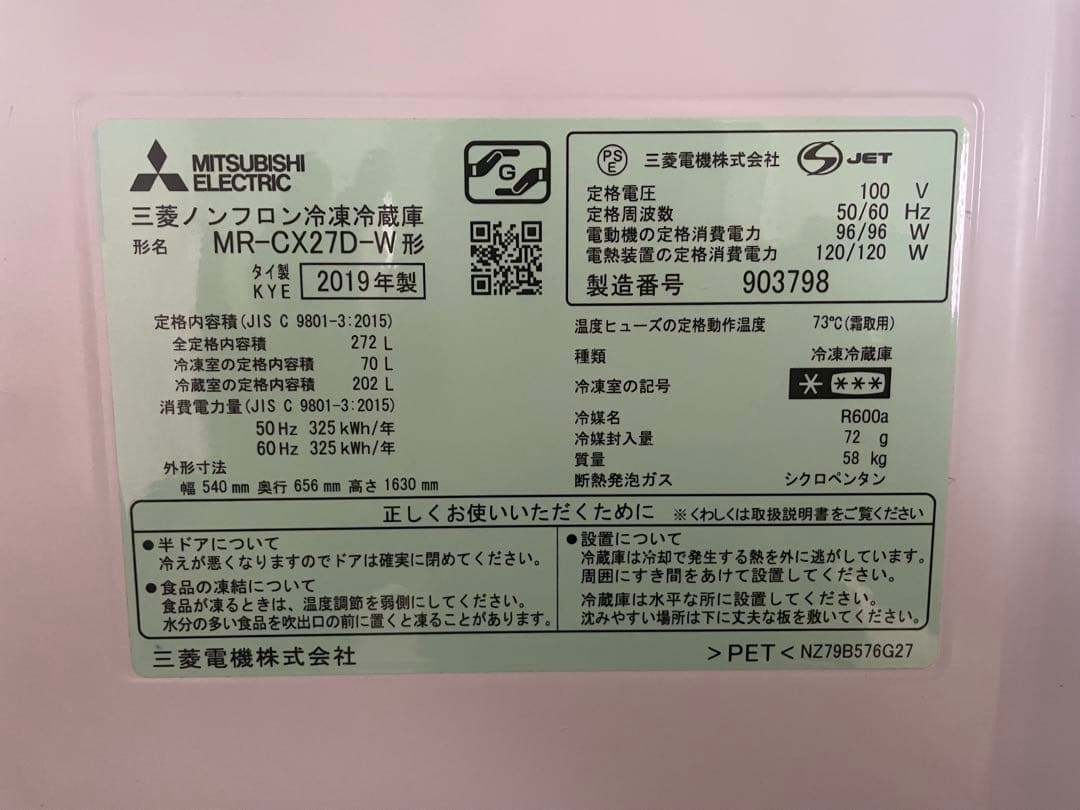 MITSUBISHI
ELECTRIC
三菱ノンフロン冷凍冷蔵庫
形名 MR-CX27D-W形
タイ製
KYE 2019年製
G
定格内容積(JIS C 9801-3:2015)
全定格内容積 272 L
冷凍室の定格内容積 70 L
冷蔵室の定格内容積 202 L
消費電力量(JIS C 9801-3:2015)
50Hz 325kWh/年
60Hz 325kWh/年
外形寸法
幅 540mm 奥行 656mm 高さ 1630mm
PSE 三菱電機株式会社 JET
定格電圧 100 V
定格周波数 50/60 Hz
電動機の定格消費電力 96/96 W
電熱装置の定格消費電力 120/120 W
製造番号 903798
温度ヒューズの定格動作温度 73℃(霜取用)
種類 冷凍冷蔵庫
冷凍室の記号 * ***
冷媒名 R600a
冷媒封入量 72 g
質量 58 kg
断熱発泡ガス シクロペンタン
正しくお使いいただくために ※くわしくは取扱説明書をご覧ください
●半ドアについて
冷えが悪くなりますのでドアは確実に閉めてください。
●食品の凍結について
食品が凍るときは、温度調節を弱側にしてください。
水分の多い食品を吹出口の前に置くと凍ることがあります。
●設置について
冷蔵庫は冷却で発生する熱を外に逃がしています。
周囲にすき間をあけて設置してください。
冷蔵庫は水平な所に設置してください。
沈みやすい場所は下に丈夫な板を敷いてください。
三菱電機株式会社 >PET< NZ79B576G27